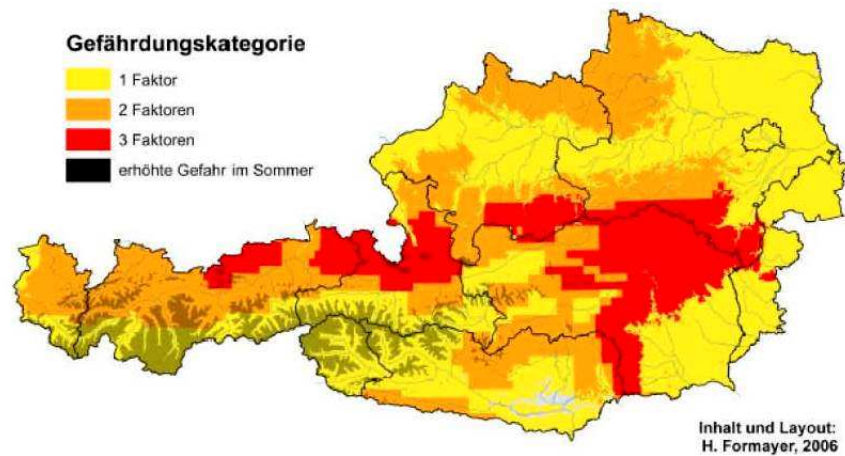 Gefährdungskategorie
1 Faktor
2 Faktoren
3 Faktoren
erhöhte Gefahr im Sommer
Inhalt und Layout:
H. Formayer, 2006